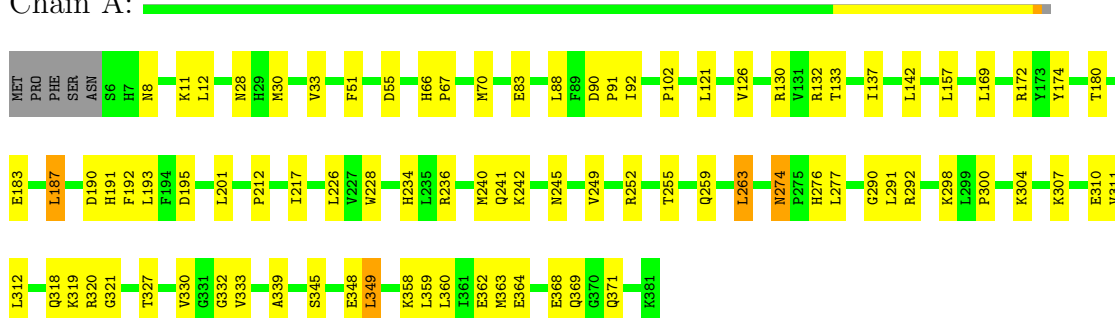 Chain A:
MET PRO PHE SER ASN S6 H7 N8 K11 L12 N28 H29 M30 V33 F51 D55 H66 P67 M70 E83 L88 F89 D90 P91 I92 P102 L121 V126 R130 V131 R132 T133 I137 L142 L157 L169 R172 Y173 Y174 T180
E183 L187 D190 H191 F192 L193 F194 D195 L201 P212 I217 L226 V227 W228 H234 L235 R236 M240 Q241 K242 N245 V249 R252 T255 Q259 L263 N274 P275 H276 L277 G290 L291 R292 K298 L299 P300 K304 K307 E310 V311
L312 Q318 K319 R320 G321 T327 V330 G331 G332 V333 A339 S345 E348 L349 K358 L359 L360 I361 E362 M363 E364 E368 Q369 G370 Q371 K381